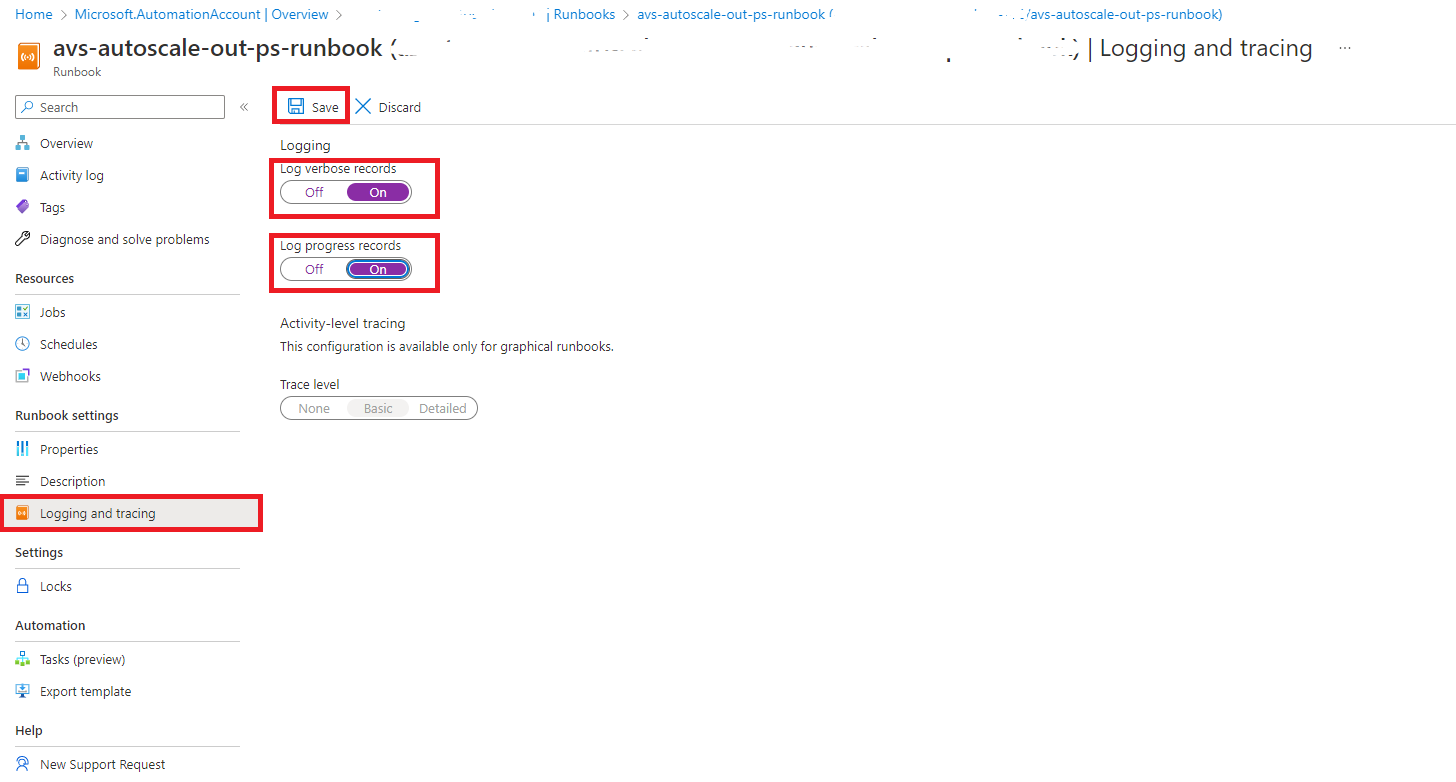 Home > Microsoft.AutomationAccount | Overview > | Runbooks > avs-autoscale-out-ps-runbook ( /avs-autoscale-out-ps-runbook)
avs-autoscale-out-ps-runbook ( ) | Logging and tracing ...
Runbook
Search «
Save Discard
Overview
Activity log
Tags
Diagnose and solve problems
Resources
Jobs
Schedules
Webhooks
Runbook settings
Properties
Description
Logging and tracing
Settings
Locks
Automation
Tasks (preview)
Export template
Help
New Support Request
Logging
Log verbose records
Off On
Log progress records
Off On
Activity-level tracing
This configuration is available only for graphical runbooks.
Trace level
None Basic Detailed